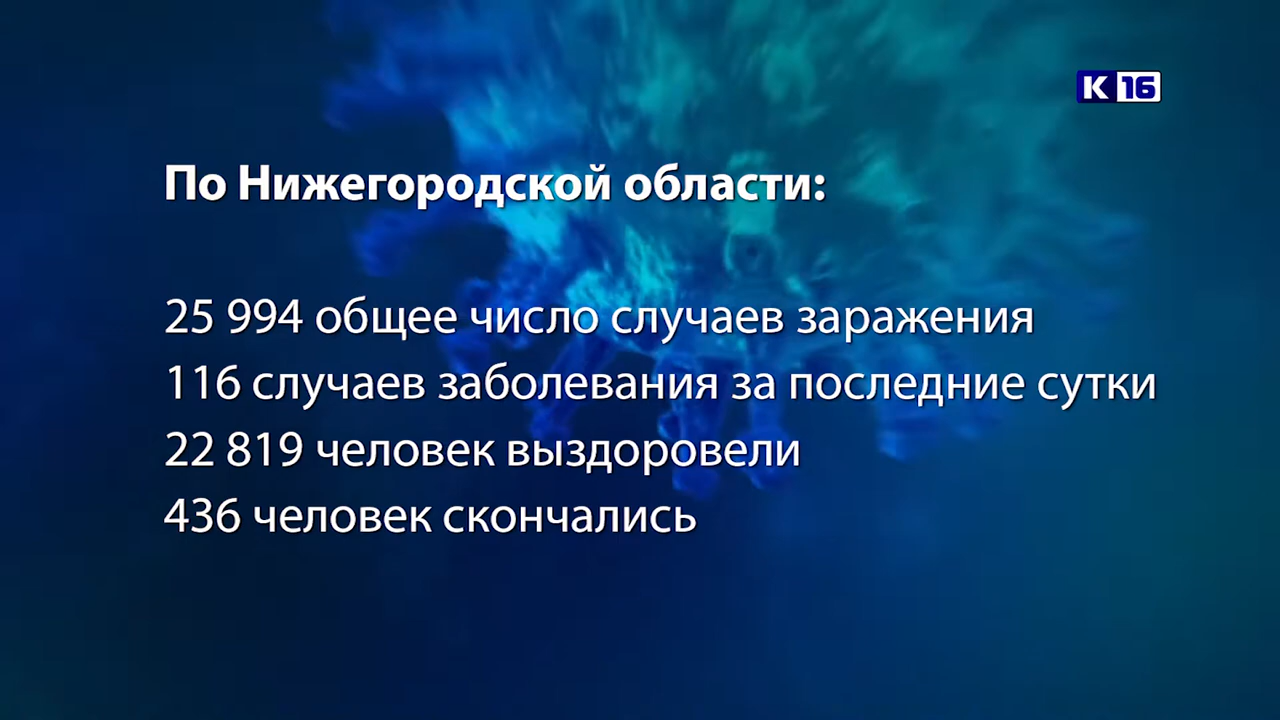 К 16
По Нижегородской области:
25 994 общее число случаев заражения
116 случаев заболевания за последние сутки
22 819 человек выздоровели
436 человек скончались